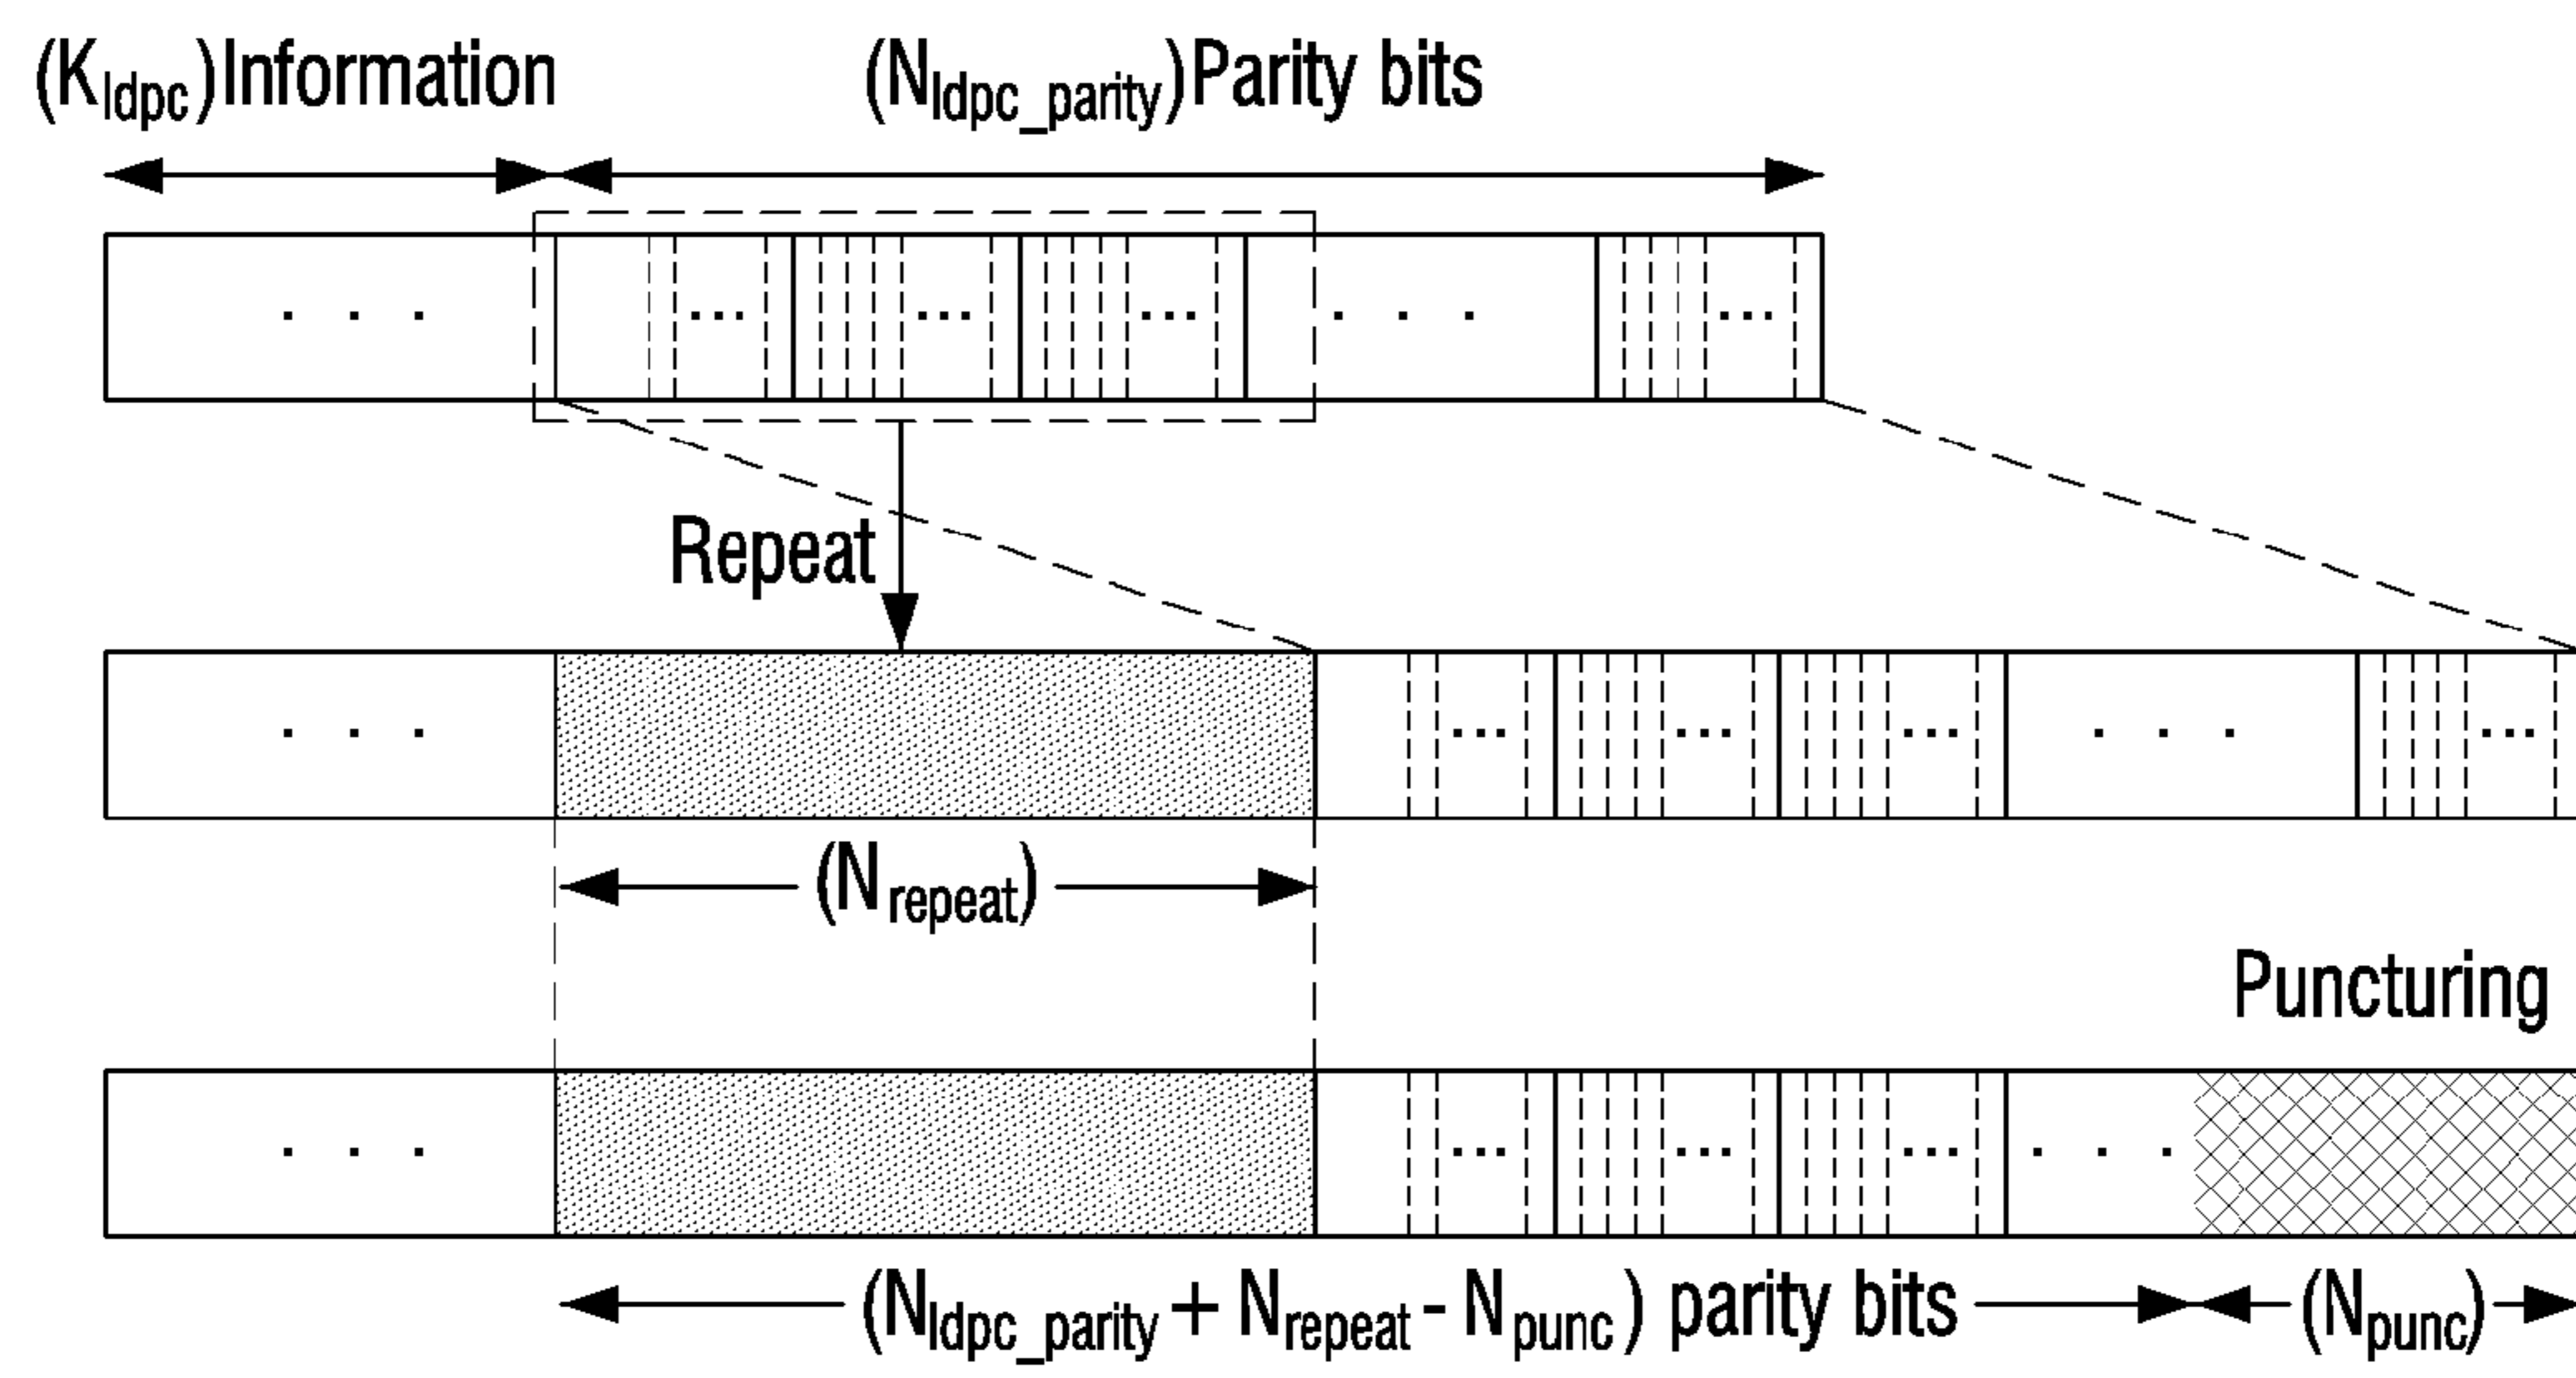 (Kldpc)Information
(Nldpc_parity)Parity bits
. . .
...
...
...
. . .
...
Repeat
. . .
...
...
...
. . .
...
(Nrepeat)
Puncturing
. . .
...
...
...
. . .
(Nldpc_parity + Nrepeat - Npunc) parity bits
(Npunc)